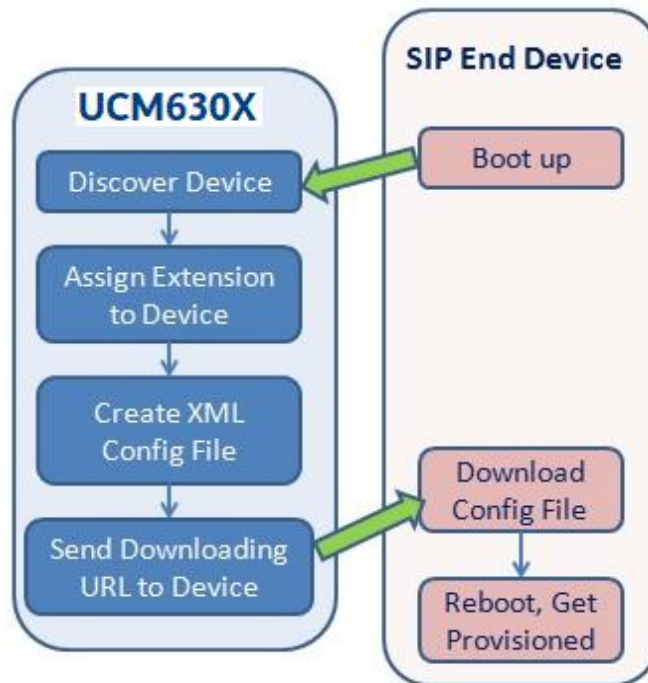 UCM630X
Discover Device
Assign Extension
to Device
Create XML
Config File
Send Downloading
URL to Device
SIP End Device
Boot up
Download
Config File
Reboot, Get
Provisioned